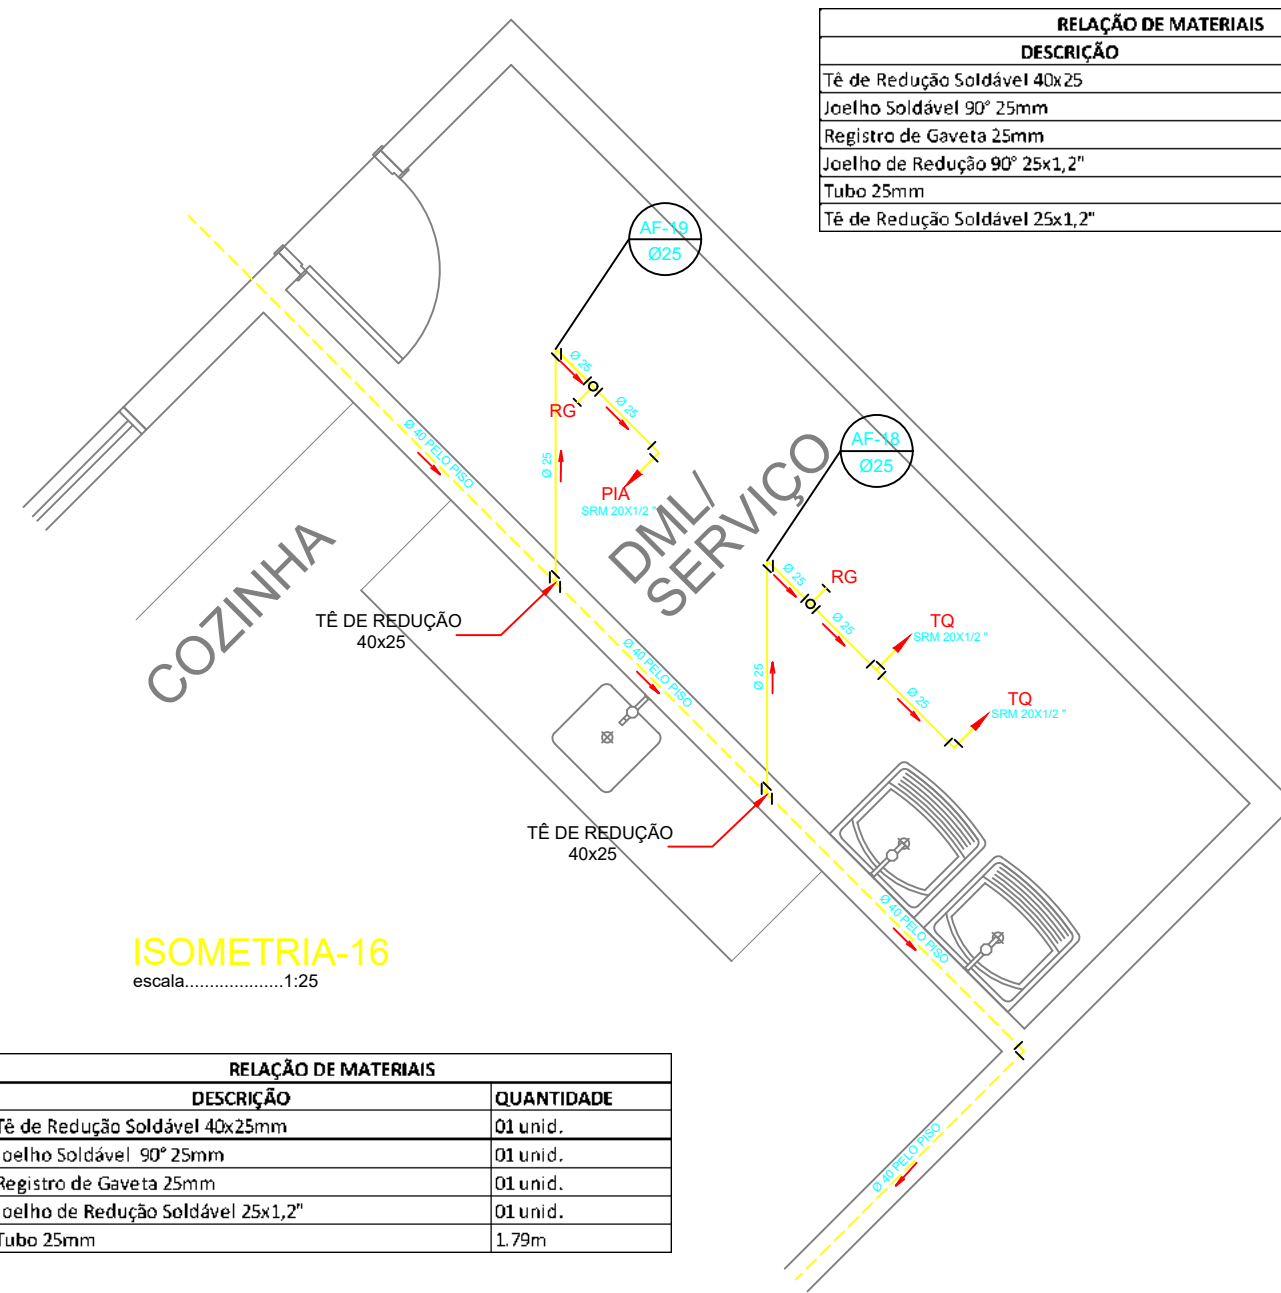 RELAÇÃO DE MATERIAIS
DESCRIÇÃO
Tê de Redução Soldável 40x25
Joelho Soldável 90° 25mm
Registro de Gaveta 25mm
Joelho de Redução 90° 25x1,2"
Tubo 25mm
Tê de Redução Soldável 25x1,2"
AF-19
Ø25
Ø 25
RG
Ø 25
Ø 40 PELO PISO
Ø 25
PIA
SRM 20X1/2 "
AF-18
Ø25
DML/
SERVIÇO
COZINHA
TÊ DE REDUÇÃO
40x25
Ø 25
RG
Ø 25
TQ
SRM 20X1/2 "
Ø 40 PELO PISO
Ø 25
Ø 25
TQ
SRM 20X1/2 "
TÊ DE REDUÇÃO
40x25
Ø 40 PELO PISO
ISOMETRIA-16
escala....................1:25
Ø 40 PELO PISO
RELAÇÃO DE MATERIAIS
DESCRIÇÃO QUANTIDADE
Tê de Redução Soldável 40x25mm 01 unid.
oelho Soldável 90° 25mm 01 unid.
Registro de Gaveta 25mm 01 unid.
oelho de Redução Soldável 25x1,2" 01 unid.
Tubo 25mm 1.79m